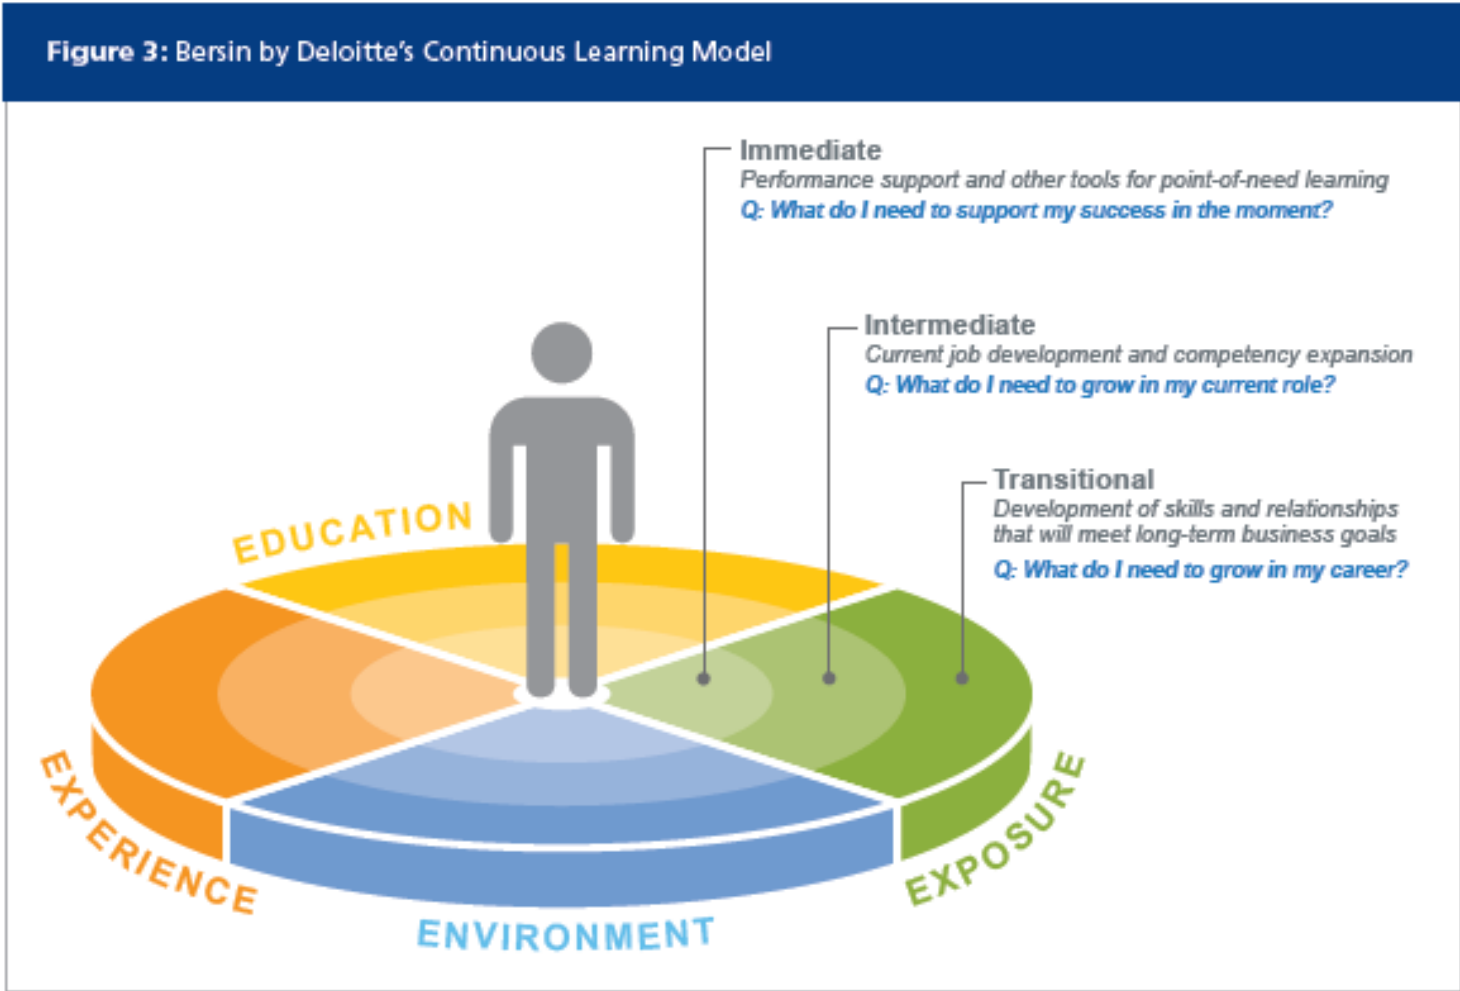 Figure 3: Bersin by Deloitte's Continuous Learning Model
Immediate
Performance support and other tools for point-of-need learning
Q: What do I need to support my success in the moment?
Intermediate
Current job development and competency expansion
Q: What do I need to grow in my current role?
Transitional
Development of skills and relationships
that will meet long-term business goals
Q: What do I need to grow in my career?
EDUCATION
EXPERIENCE
ENVIRONMENT
EXPOSURE